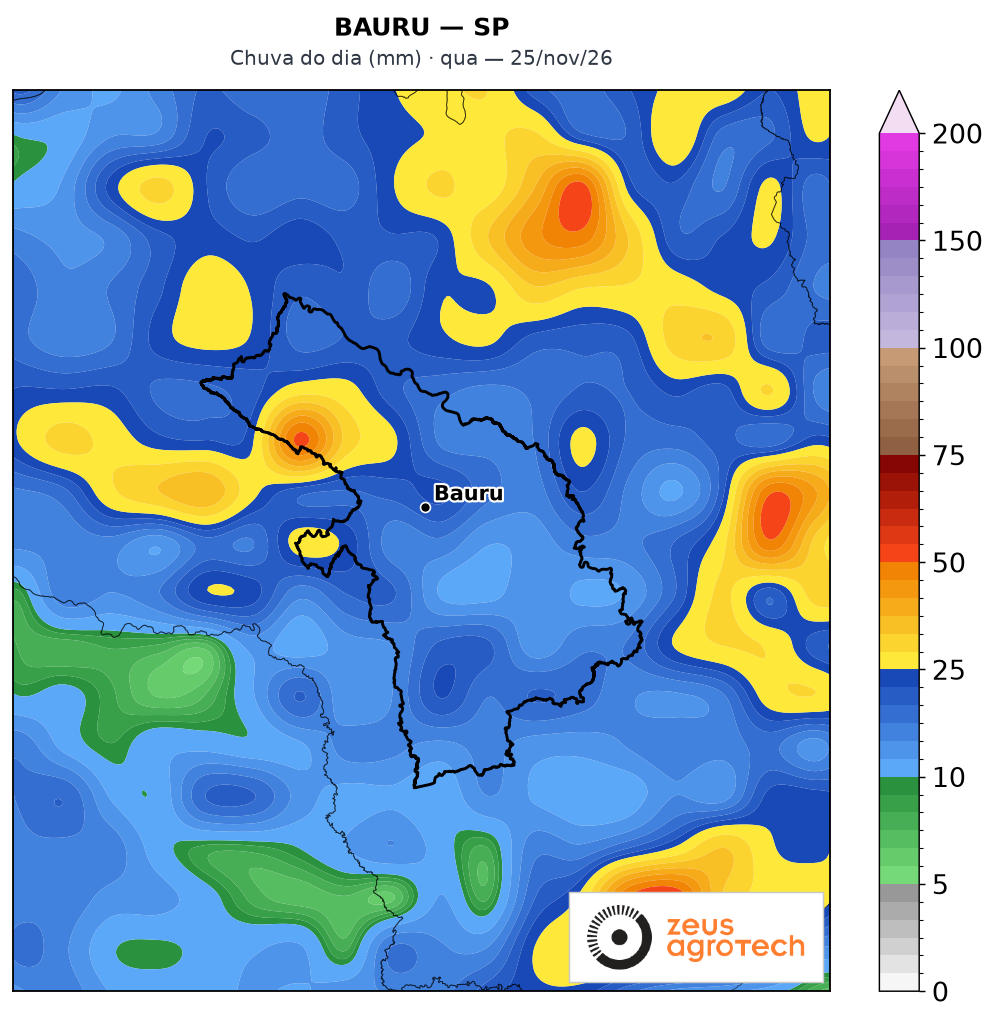 BAURU — SP
Chuva do dia (mm) · qua — 25/nov/26
200
150
100
75
50
25
10
5
0
Bauru
zeus
agrotech